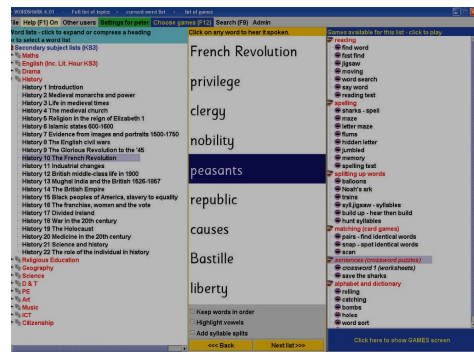 WORDSHARK 4.01 - Full list of topics - current word list - list of games
File Help (F1) On Other users Settings for peter Choose games (F12) Search (F9) Admin
Word lists - click to expand or compress a heading
to select a word list
Secondary subject lists (KS3)
Maths
English (inc. Lit. Hour KS3)
Drama
History
History 1 Introduction
History 2 Medieval monarchs and power
History 3 Life in medieval times
History 4 The medieval church
History 5 Religion in the reign of Elizabeth 1
History 6 Islamic states 600-1600
History 7 Evidence from images and portraits 1500-1750
History 8 The English civil wars
History 9 The Glorious Revolution to the '45
History 10 The French Revolution
History 11 Industrial changes
History 12 British middle-class life in 1900
History 13 Mughal India and the British 1526-1857
History 14 The British Empire
History 15 Black peoples of America, slavery to equality
History 16 The franchise, women and the vote
History 17 Divided Ireland
History 18 War in the 20th century
History 19 The Holocaust
History 20 Medicine in the 20th century
History 21 Science and history
History 22 The role of the individual in history
Religious Education
Geography
Science
D & T
PE
Art
Music
ICT
Citizenship
Click on any word to hear it spoken.
French Revolution
privilege
clergy
nobility
peasants
republic
causes
Bastille
liberty
Keep words in order
Highlight vowels
Add syllable splits
<<< Back Next list >>>
Games available for this list - click to play
reading
find word
fast find
jigsaw
moving
word search
say word
reading test
spelling
sharks - spell
maze
letter maze
flums
hidden letter
jumbled
memory
spelling test
splitting up words
balloons
Noah's ark
trains
syll.jigsaw - syllables
build up - hear then build
hunt syllables
matching (card games)
pairs - find identical words
snap - spot identical words
scan
sentences (crossword puzzles)
crossword 1 (worksheets)
save the sharks
alphabet and dictionary
rolling
catching
bombs
holes
word sort
Click here to show GAMES screen